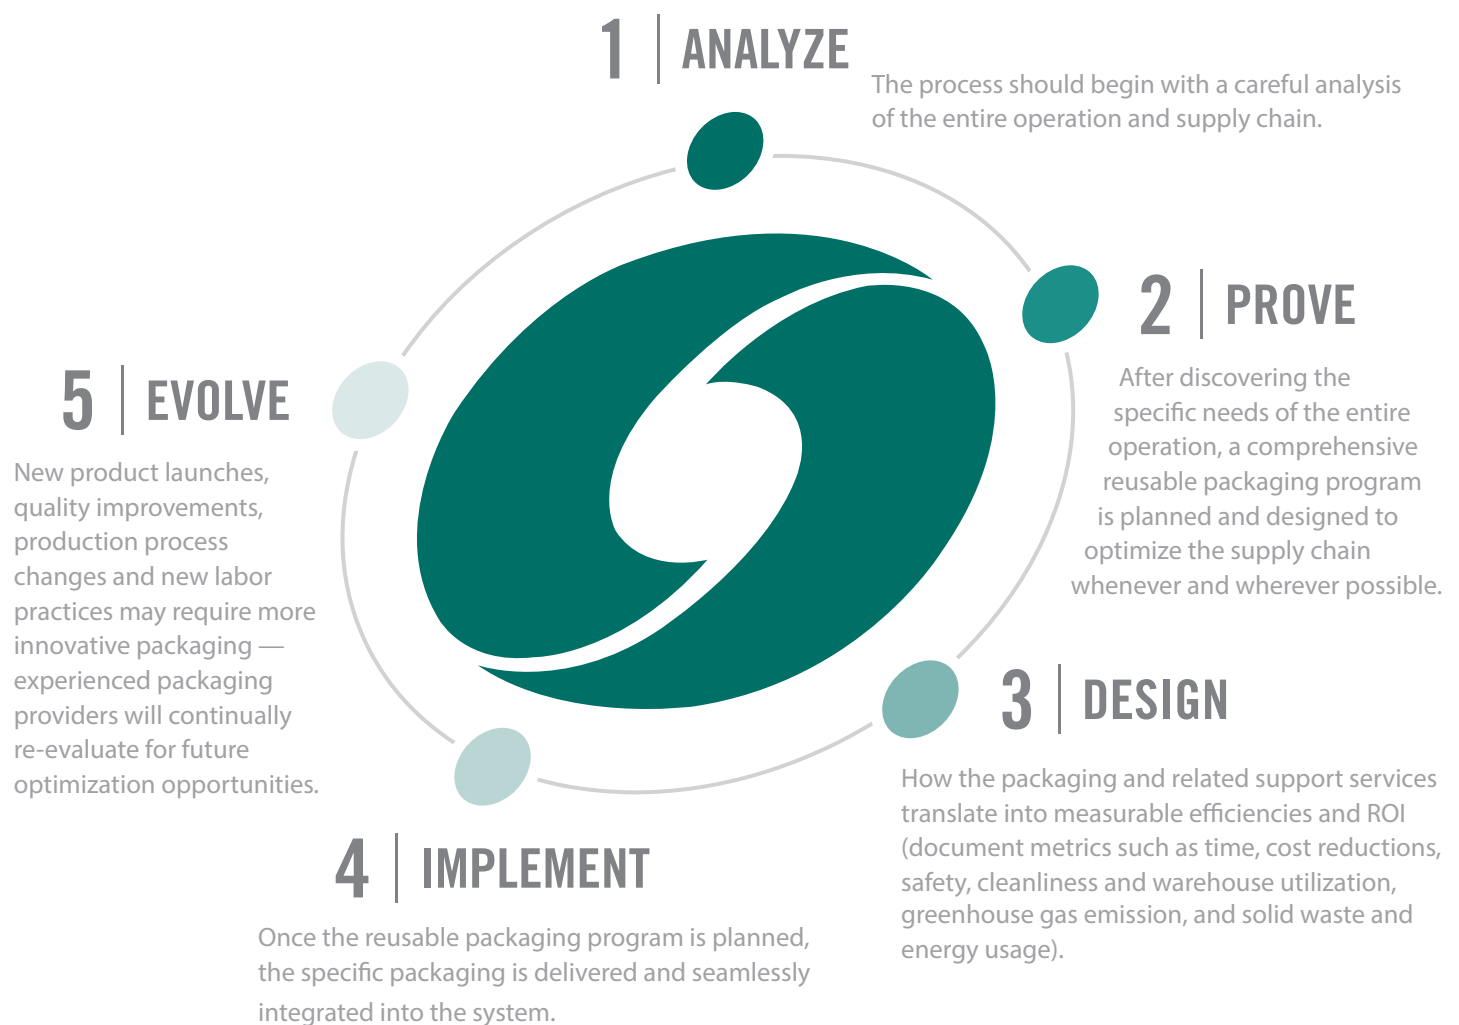 1 | ANALYZE
The process should begin with a careful analysis
of the entire operation and supply chain.
2 | PROVE
After discovering the
specific needs of the entire
operation, a comprehensive
reusable packaging program
is planned and designed to
optimize the supply chain
whenever and wherever possible.
3 | DESIGN
How the packaging and related support services
translate into measurable efficiencies and ROI
(document metrics such as time, cost reductions,
safety, cleanliness and warehouse utilization,
greenhouse gas emission, and solid waste and
energy usage).
4 | IMPLEMENT
Once the reusable packaging program is planned,
the specific packaging is delivered and seamlessly
integrated into the system.
5 | EVOLVE
New product launches,
quality improvements,
production process
changes and new labor
practices may require more
innovative packaging —
experienced packaging
providers will continually
re-evaluate for future
optimization opportunities.